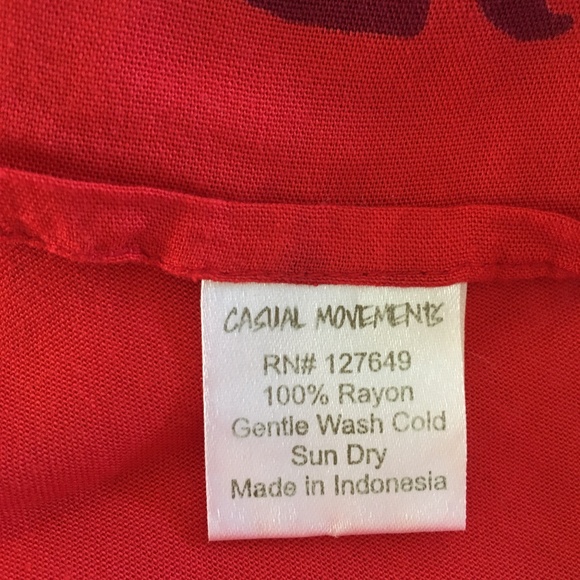 CASUAL MOVEMENTS
RN# 127649
100% Rayon
Gentle Wash Cold
Sun Dry
Made in Indonesia